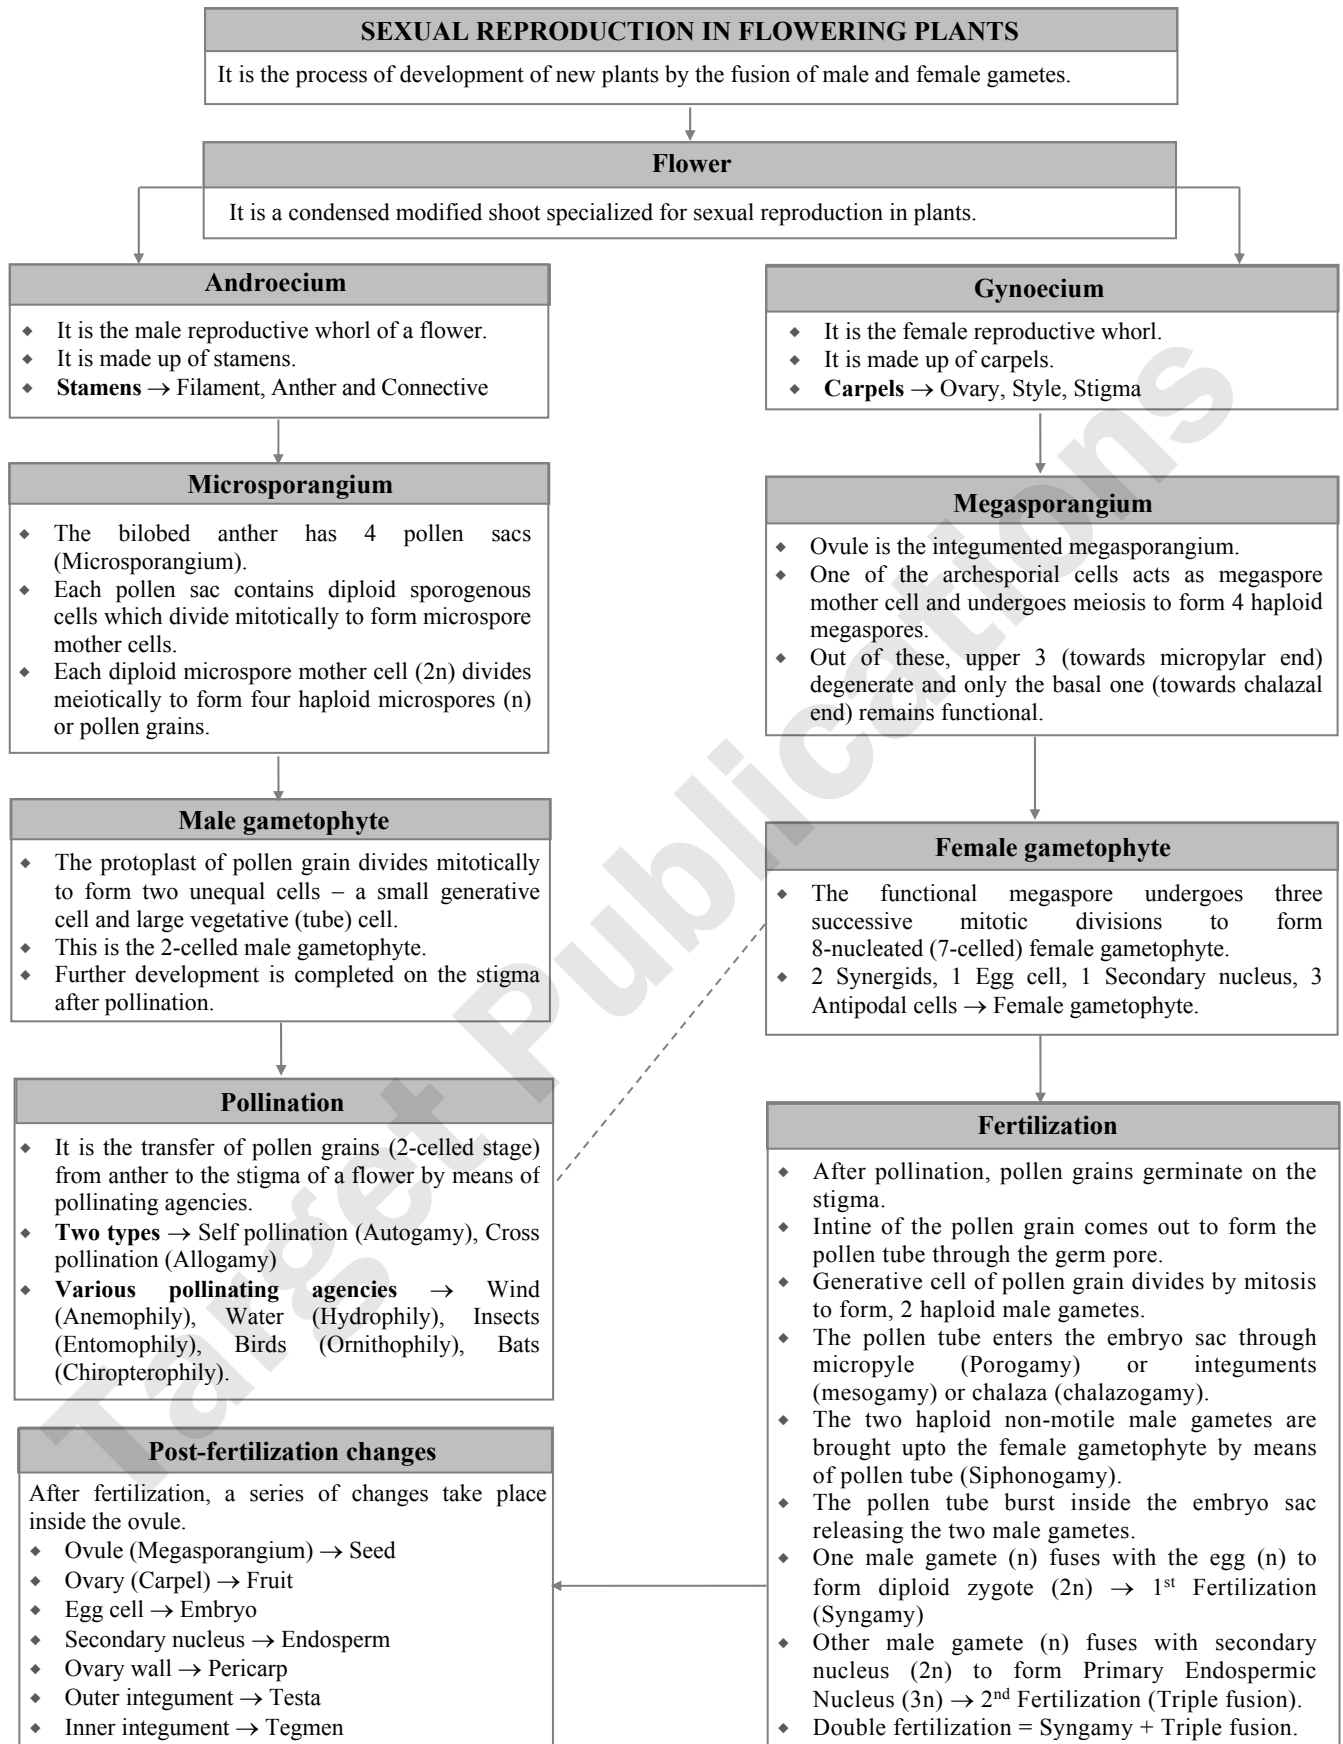 SEXUAL REPRODUCTION IN FLOWERING PLANTS
It is the process of development of new plants by the fusion of male and female gametes.
Flower
It is a condensed modified shoot specialized for sexual reproduction in plants.
Androecium
◆ It is the male reproductive whorl of a flower.
◆ It is made up of stamens.
◆ Stamens → Filament, Anther and Connective
Microsporangium
◆ The bilobed anther has 4 pollen sacs
(Microsporangium).
◆ Each pollen sac contains diploid sporogenous
cells which divide mitotically to form microspore
mother cells.
◆ Each diploid microspore mother cell (2n) divides
meiotically to form four haploid microspores (n)
or pollen grains.
Male gametophyte
◆ The protoplast of pollen grain divides mitotically
to form two unequal cells – a small generative
cell and large vegetative (tube) cell.
◆ This is the 2-celled male gametophyte.
◆ Further development is completed on the stigma
after pollination.
Pollination
◆ It is the transfer of pollen grains (2-celled stage)
from anther to the stigma of a flower by means of
pollinating agencies.
◆ Two types → Self pollination (Autogamy), Cross
pollination (Allogamy)
◆ Various pollinating agencies → Wind
(Anemophily), Water (Hydrophily), Insects
(Entomophily), Birds (Ornithophily), Bats
(Chiropterophily).
Gynoecium
◆ It is the female reproductive whorl.
◆ It is made up of carpels.
◆ Carpels → Ovary, Style, Stigma
Megasporangium
◆ Ovule is the integumented megasporangium.
◆ One of the archesporial cells acts as megaspore
mother cell and undergoes meiosis to form 4 haploid
megaspores.
◆ Out of these, upper 3 (towards micropylar end)
degenerate and only the basal one (towards chalazal
end) remains functional.
Female gametophyte
◆ The functional megaspore undergoes three
successive mitotic divisions to form
8-nucleated (7-celled) female gametophyte.
◆ 2 Synergids, 1 Egg cell, 1 Secondary nucleus, 3
Antipodal cells → Female gametophyte.
Fertilization
◆ After pollination, pollen grains germinate on the
stigma.
◆ Intine of the pollen grain comes out to form the
pollen tube through the germ pore.
◆ Generative cell of pollen grain divides by mitosis
to form, 2 haploid male gametes.
◆ The pollen tube enters the embryo sac through
micropyle (Porogamy) or integuments
(mesogamy) or chalaza (chalazogamy).
◆ The two haploid non-motile male gametes are
brought upto the female gametophyte by means
of pollen tube (Siphonogamy).
◆ The pollen tube burst inside the embryo sac
releasing the two male gametes.
◆ One male gamete (n) fuses with the egg (n) to
form diploid zygote (2n) → 1st Fertilization
(Syngamy)
◆ Other male gamete (n) fuses with secondary
nucleus (2n) to form Primary Endospermic
Nucleus (3n) → 2nd Fertilization (Triple fusion).
◆ Double fertilization = Syngamy + Triple fusion.
Post-fertilization changes
After fertilization, a series of changes take place
inside the ovule.
◆ Ovule (Megasporangium) → Seed
◆ Ovary (Carpel) → Fruit
◆ Egg cell → Embryo
◆ Secondary nucleus → Endosperm
◆ Ovary wall → Pericarp
◆ Outer integument → Testa
◆ Inner integument → Tegmen
Target Publications